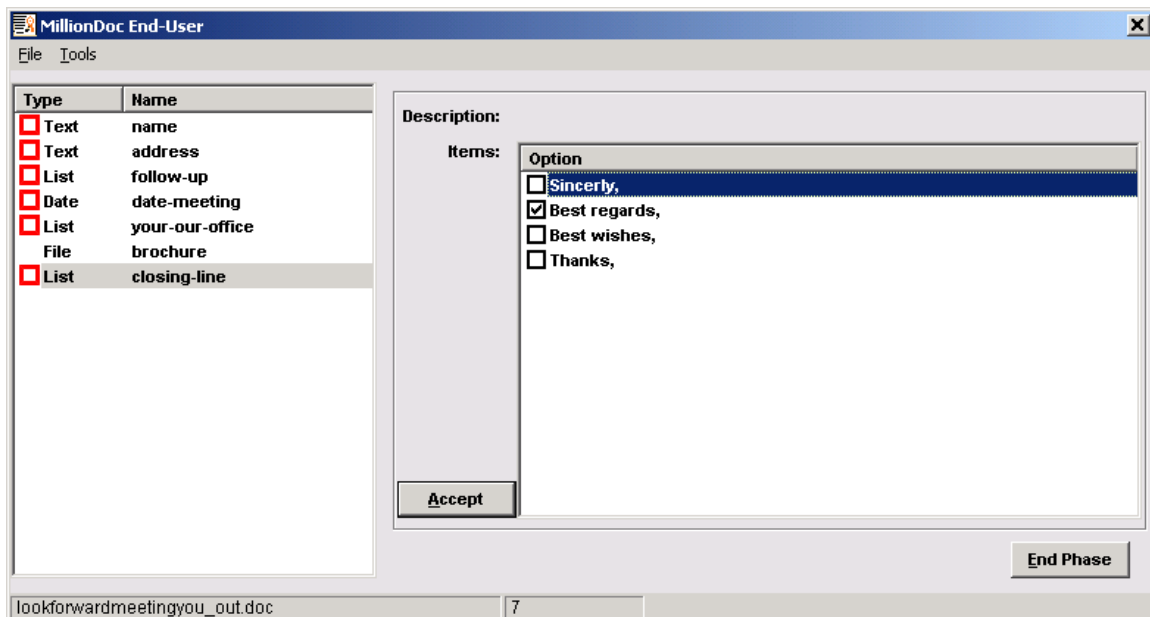 MillionDoc End-User
File Tools
Type Name
Text name
Text address
List follow-up
Date date-meeting
List your-our-office
File brochure
List closing-line
Description:
Items:
Option
Sincerly,
Best regards,
Best wishes,
Thanks,
Accept
End Phase
lookforwardmeetingyou_out.doc 7